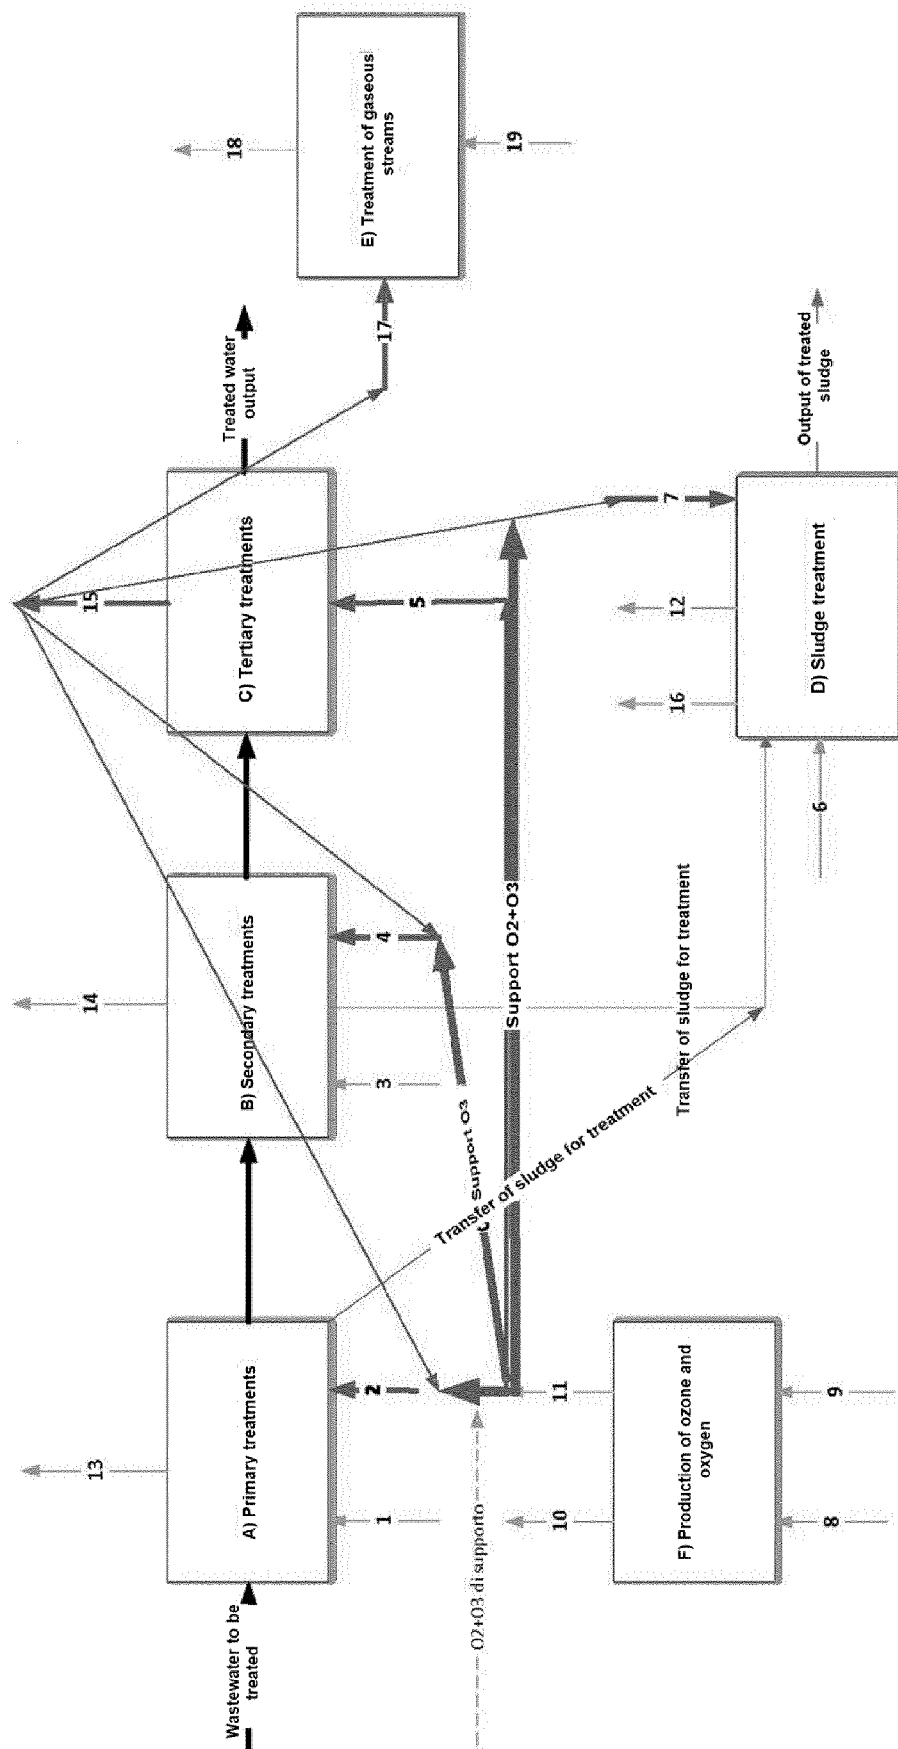 13
14
15
18
Wastewater to be
treated
A) Primary treatments
B) Secondary treatments
C) Tertiary treatments
Treated water
output
E) Treatment of gaseous
streams
1
2
3
4
5
17
19
O2+O3 di supporto
Support O3
Support O2+O3
Transfer of sludge for treatment
10
11
Transfer of sludge for treatment
16
12
7
F) Production of ozone and
oxygen
6
D) Sludge treatment
Output of treated
sludge
8
9